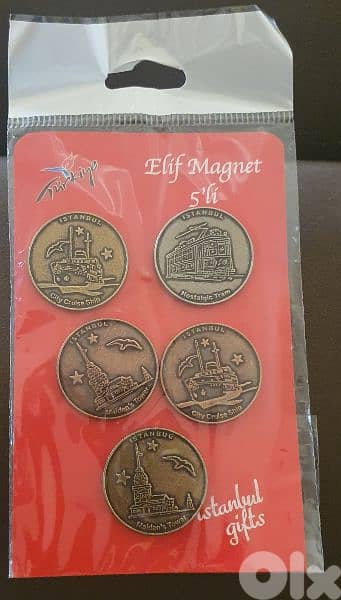 Türkiye
Elif Magnet
5'li
ISTANBUL
City Cruise Ship
ISTANBUL
Nostalgic Tram
ISTANBUL
Maiden's Tower
ISTANBUL
City Cruise Ship
ISTANBUL
Maiden's Tower
istanbul
gifts
OLX